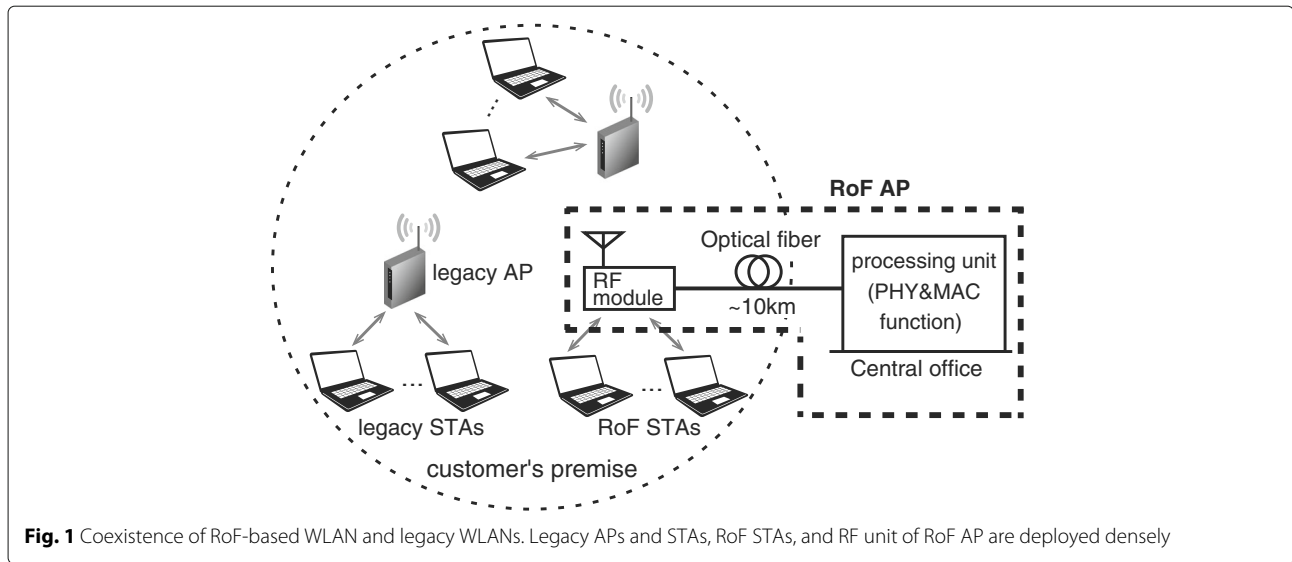 RoF AP
Optical fiber
processing unit
(PHY&MAC
function)
RF
module
~10km
legacy AP
Central office
legacy STAs
RoF STAs
customer's premise
Fig. 1 Coexistence of RoF-based WLAN and legacy WLANs. Legacy APs and STAs, RoF STAs, and RF unit of RoF AP are deployed densely